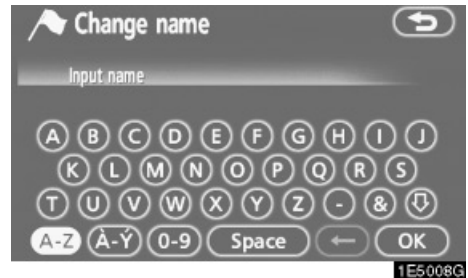 Change name
Input name
A B C D E F G H I J
K L M N O P Q R S
T U V W X Y Z - &
A-Z À-Ý 0-9 Space ← OK
1E5008G